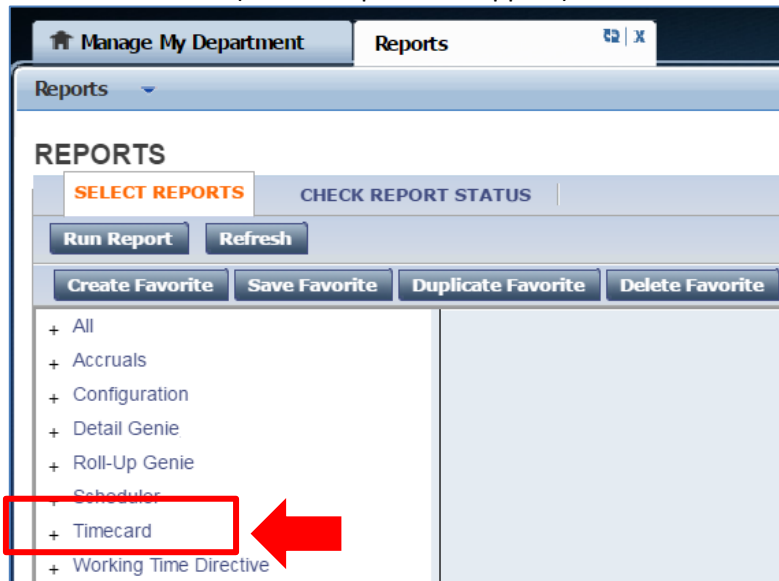 Manage My Department Reports X
Reports
REPORTS
SELECT REPORTS CHECK REPORT STATUS
Run Report Refresh
Create Favorite Save Favorite Duplicate Favorite Delete Favorite
+ All
+ Accruals
+ Configuration
+ Detail Genie
+ Roll-Up Genie
+ Scheduler
+ Timecard
+ Working Time Directive